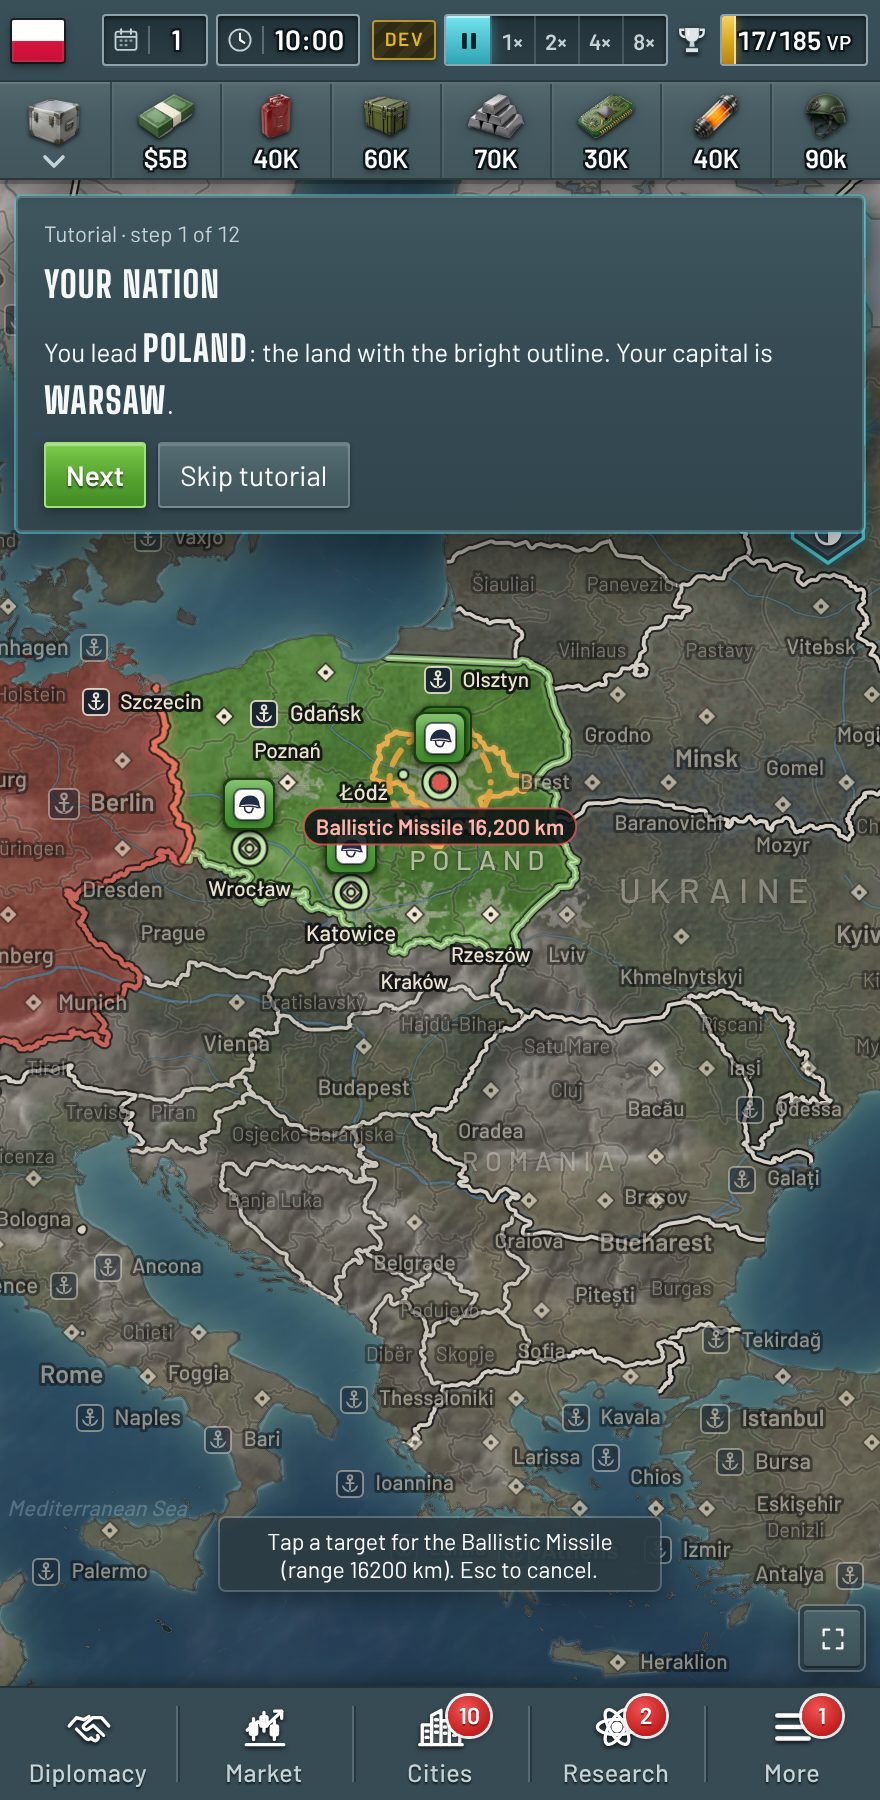 1
10:00
DEV
1×
2×
4×
8×
17/185 VP
$5B
40K
60K
70K
30K
40K
90k
Tutorial · step 1 of 12
YOUR NATION
You lead POLAND: the land with the bright outline. Your capital is
WARSAW.
Next
Skip tutorial
Växjö
Šiauliai
Panevezio
Vilniaus
Pastavy
Vitebsk
nhagen
Holstein
Szczecin
Olsztyn
Gdańsk
Grodno
Mogi
Poznań
Minsk
Gomel
urg
Łódź
Brest
Berlin
Ballistic Missile 16,200 km
Baranovichi
Mozyr
üringen
POLAND
Dresden
Wrocław
UKRAINE
Prague
Katowice
Kyiv
nberg
Rzeszów
Lviv
Kraków
Khmelnytskyi
Munich
Bratislavský
Hajdú-Bihar
Rîşcani
Vienna
Satu Mare
Tirol
Budapest
Cluj
Iași
Treviso
Piran
Bacău
Odessa
Osjecko-Baranjska
Oradea
icenza
ROMANIA
Galați
Banja Luka
Brașov
Bologna
Craiova
Bucharest
Ancona
Belgrade
ence
Pitești
Burgas
Podujevo
Chieti
Tekirdağ
Dibër
Skopje
Sofia
Rome
Foggia
Thessaloniki
Naples
Kavala
Istanbul
Bari
Larissa
Bursa
Chios
Ioannina
Mediterranean Sea
Eskişehir
Denizli
Tap a target for the Ballistic Missile
(range 16200 km). Esc to cancel.
Izmir
Palermo
Antalya
Heraklion
10
2
1
Diplomacy
Market
Cities
Research
More